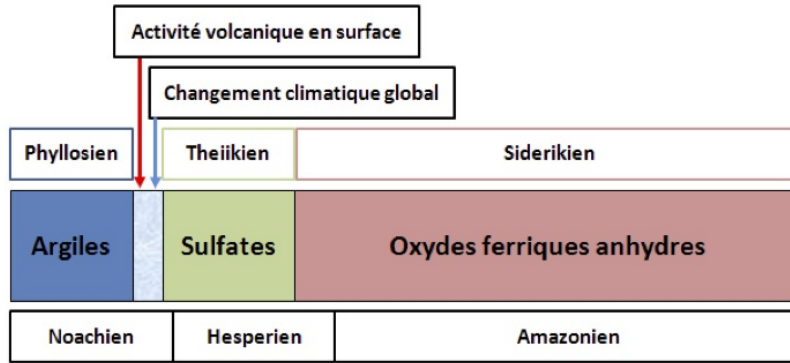 Activité volcanique en surface
Changement climatique global
Phyllosien
Theiikien
Siderikien
Argiles
Sulfates
Oxydes ferriques anhydres
Noachien
Hesperien
Amazonien